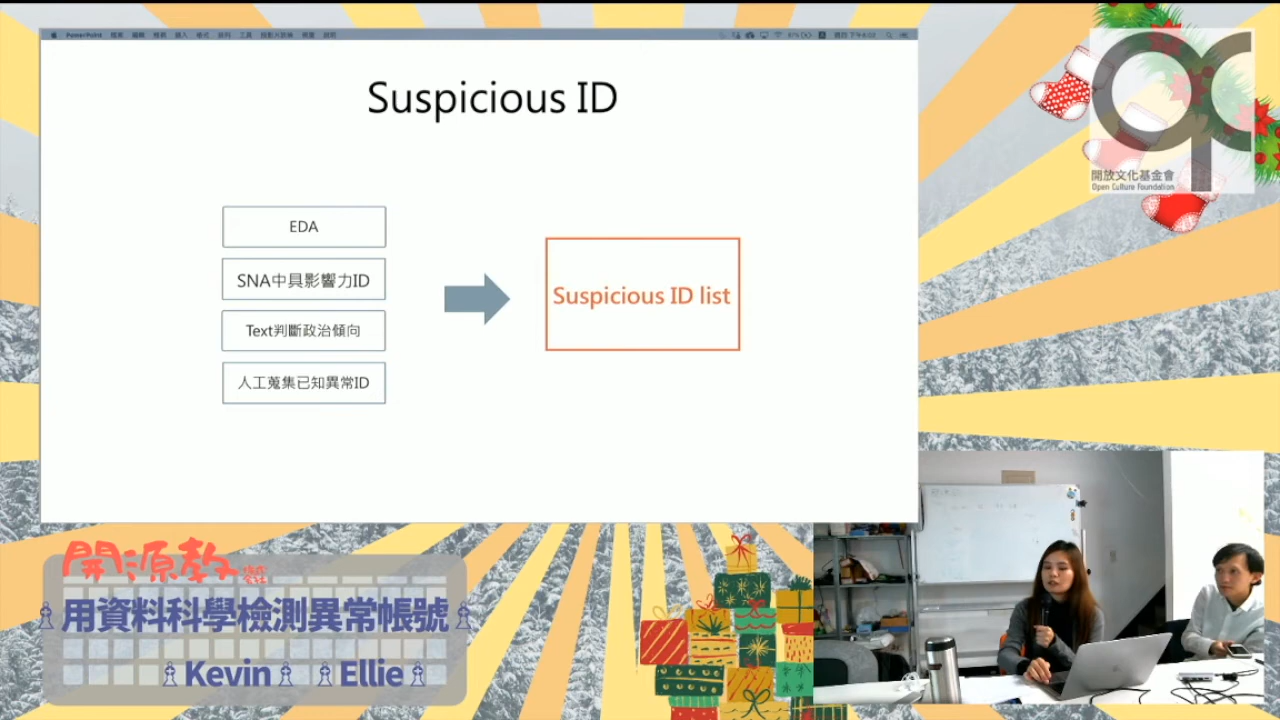 PowerPoint
Suspicious ID
EDA
SNA中具影響力ID
Text判斷政治傾向
人工蒐集已知異常ID
Suspicious ID list
開放文化基金會
Open Culture Foundation
開源教
用資料科學檢測異常帳號
Kevin
Ellie